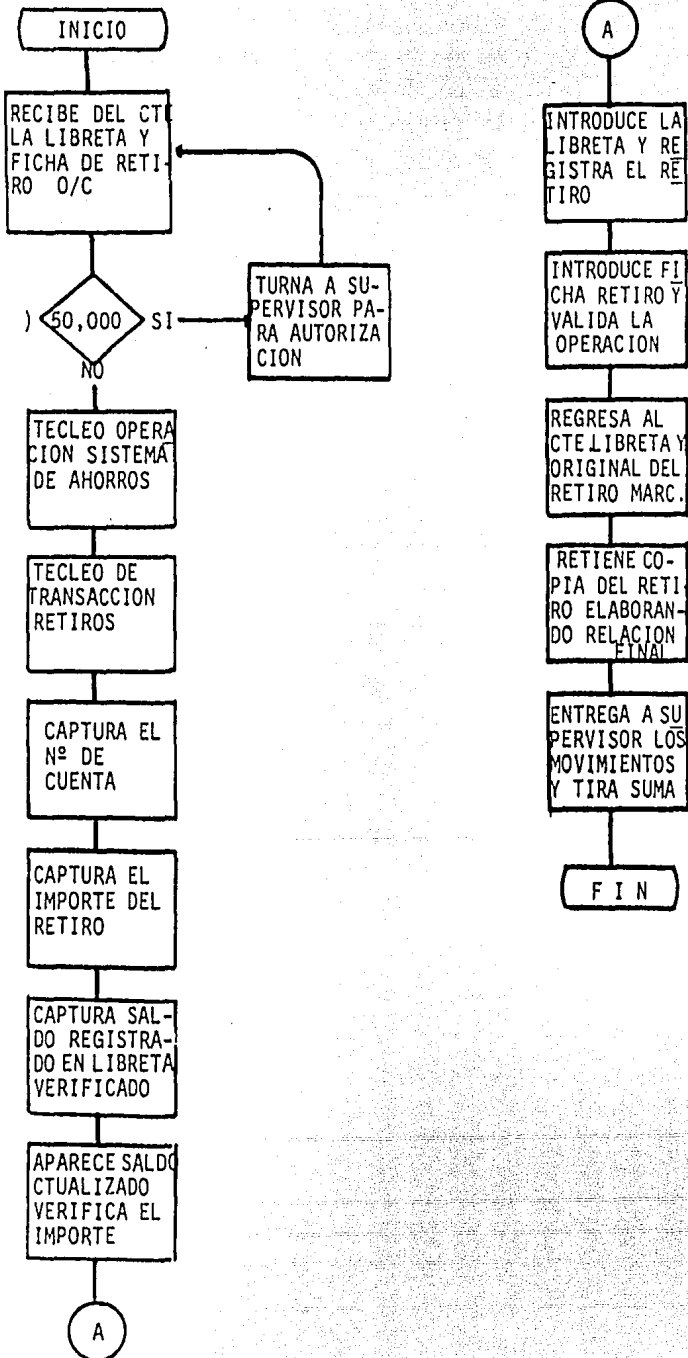 INICIO
RECIBE DEL CTE
LA LIBRETA Y
FICHA DE RETI-
RO O/C
) 50,000 SI
NO
TURNA A SU-
PERVISOR PA-
RA AUTORIZA
CION
TECLEO OPERA
CION SISTEMA
DE AHORROS
TECLEO DE
TRANSACCION
RETIROS
CAPTURA EL
Nº DE
CUENTA
CAPTURA EL
IMPORTE DEL
RETIRO
CAPTURA SAL-
DO REGISTRA-
DO EN LIBRETA
VERIFICADO
APARECE SALDO
CTUALIZADO
VERIFICA EL
IMPORTE
A
A
INTRODUCE LA
LIBRETA Y RE
GISTRA EL RE
TIRO
INTRODUCE FI
CHA RETIRO Y
VALIDA LA
OPERACION
REGRESA AL
CTE LIBRETA Y
ORIGINAL DEL
RETIRO MARC.
RETIENE CO-
PIA DEL RETI-
RO ELABORAN-
DO RELACION
FINAL
ENTREGA A SU
PERVISOR LOS
MOVIMIENTOS
Y TIRA SUMA
F I N